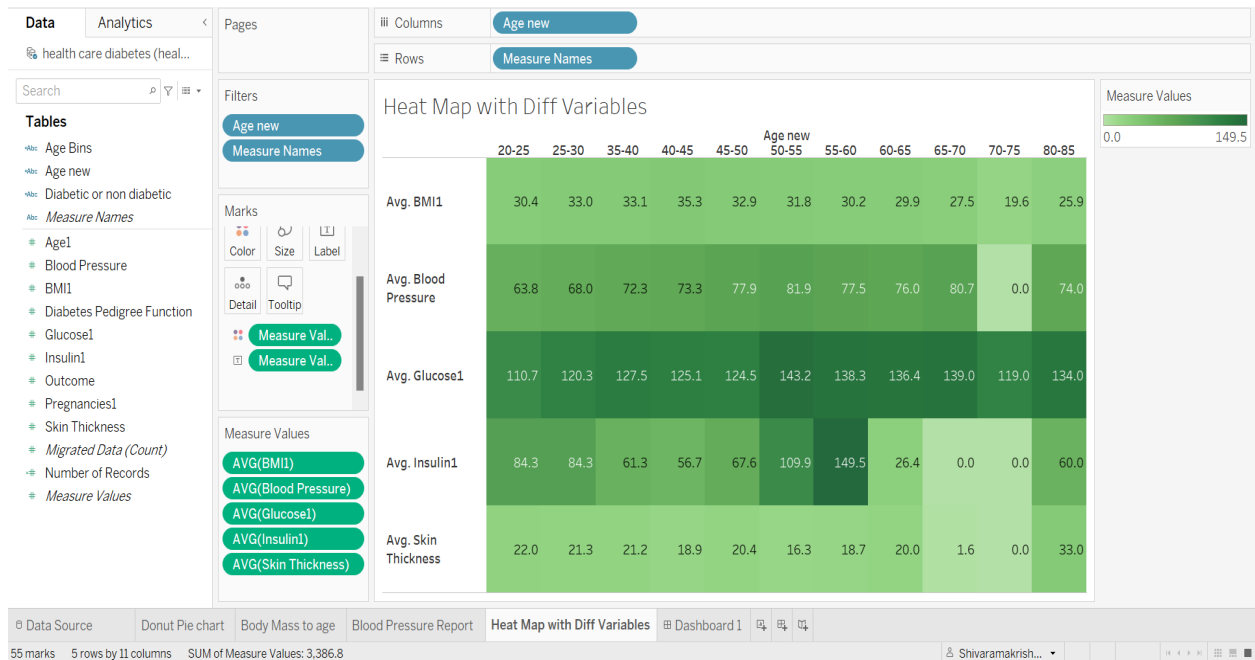 Data
Analytics
health care diabetes (heal...
Search
Tables
Abc Age Bins
Abc Age new
Abc Diabetic or non diabetic
Abc Measure Names
# Age1
# Blood Pressure
# BMI1
# Diabetes Pedigree Function
# Glucose1
# Insulin1
# Outcome
# Pregnancies1
# Skin Thickness
# Migrated Data (Count)
# Number of Records
# Measure Values
Pages
Filters
Age new
Measure Names
Marks
Color Size Label
Detail Tooltip
Measure Val..
Measure Val..
Measure Values
AVG(BMI1)
AVG(Blood Pressure)
AVG(Glucose1)
AVG(Insulin1)
AVG(Skin Thickness)
Columns Age new
Rows Measure Names
Heat Map with Diff Variables
Age new
20-25 25-30 35-40 40-45 45-50 50-55 55-60 60-65 65-70 70-75 80-85
Avg. BMI1 30.4 33.0 33.1 35.3 32.9 31.8 30.2 29.9 27.5 19.6 25.9
Avg. Blood
Pressure 63.8 68.0 72.3 73.3 77.9 81.9 77.5 76.0 80.7 0.0 74.0
Avg. Glucose1 110.7 120.3 127.5 125.1 124.5 143.2 138.3 136.4 139.0 119.0 134.0
Avg. Insulin1 84.3 84.3 61.3 56.7 67.6 109.9 149.5 26.4 0.0 0.0 60.0
Avg. Skin
Thickness 22.0 21.3 21.2 18.9 20.4 16.3 18.7 20.0 1.6 0.0 33.0
Measure Values
0.0 149.5
Data Source Donut Pie chart Body Mass to age Blood Pressure Report Heat Map with Diff Variables Dashboard 1
55 marks 5 rows by 11 columns SUM of Measure Values: 3,386.8 Shivaramakrish...